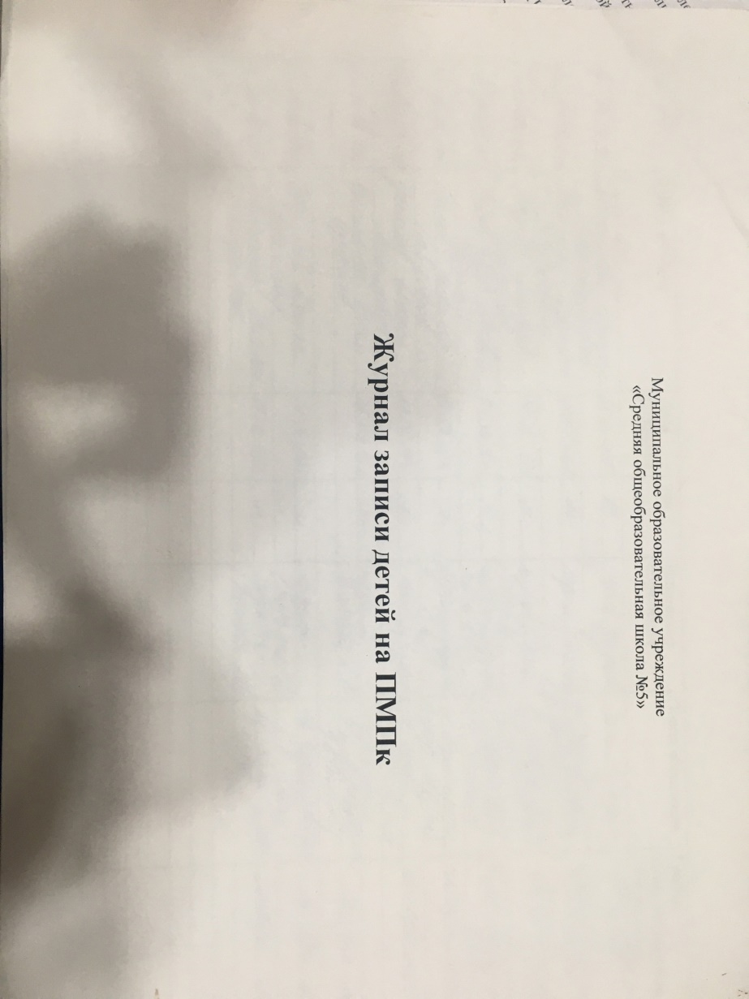 Муниципальное образовательное учреждение
«Средняя общеобразовательная школа №5»
Журнал записи детей на ПМПк